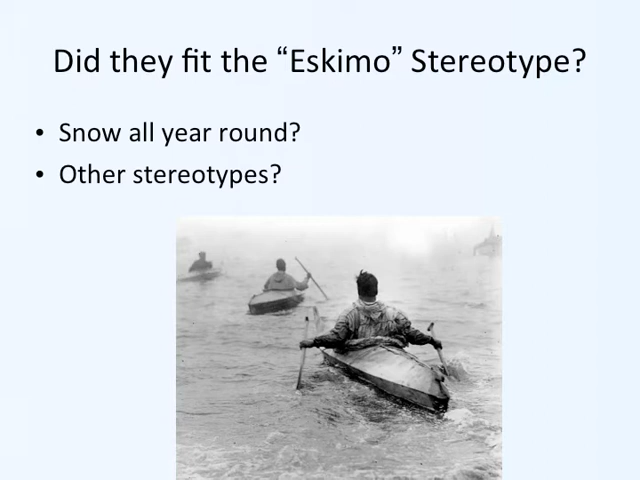 Did they fit the “Eskimo” Stereotype?
• Snow all year round?
• Other stereotypes?